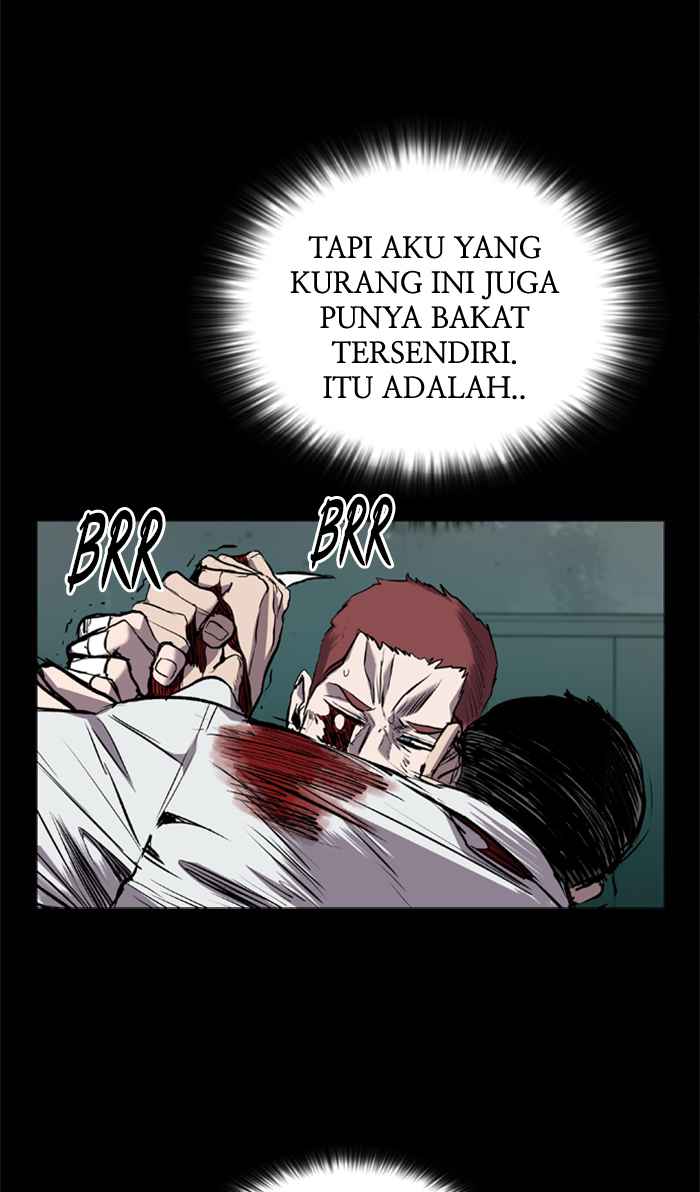 TAPI AKU YANG
KURANG INI JUGA
PUNYA BAKAT
TERSENDIRI.
ITU ADALAH..
BRR
BRR